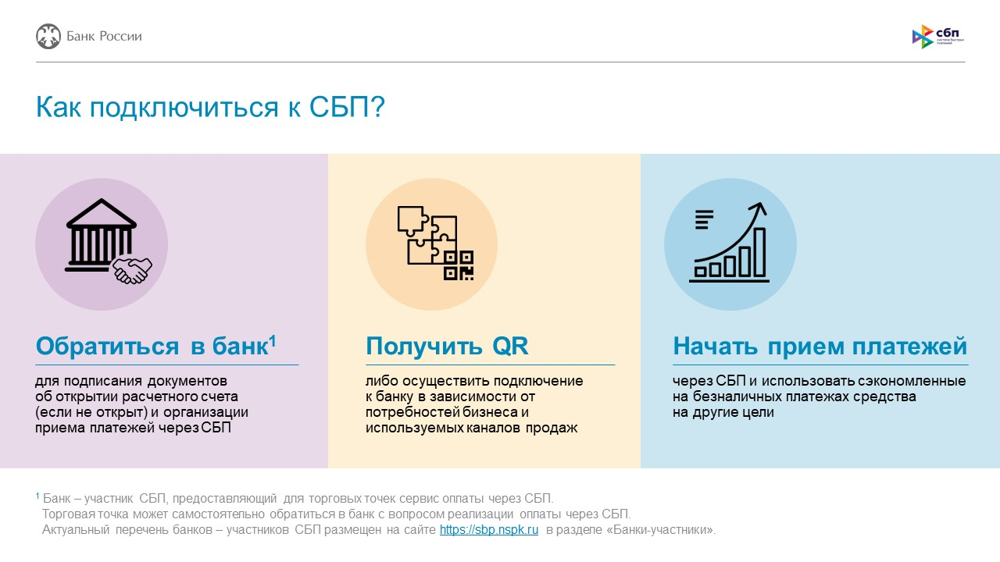 Банк России
сбп
система быстрых
платежей
Как подключиться к СБП?
Обратиться в банк¹
для подписания документов
об открытии расчетного счета
(если не открыт) и организации
приема платежей через СБП
Получить QR
либо осуществить подключение
к банку в зависимости от
потребностей бизнеса и
используемых каналов продаж
Начать прием платежей
через СБП и использовать сэкономленные
на безналичных платежах средства
на другие цели
¹ Банк – участник СБП, предоставляющий для торговых точек сервис оплаты через СБП.
Торговая точка может самостоятельно обратиться в банк с вопросом реализации оплаты через СБП.
Актуальный перечень банков – участников СБП размещен на сайте https://sbp.nspk.ru в разделе «Банки-участники».